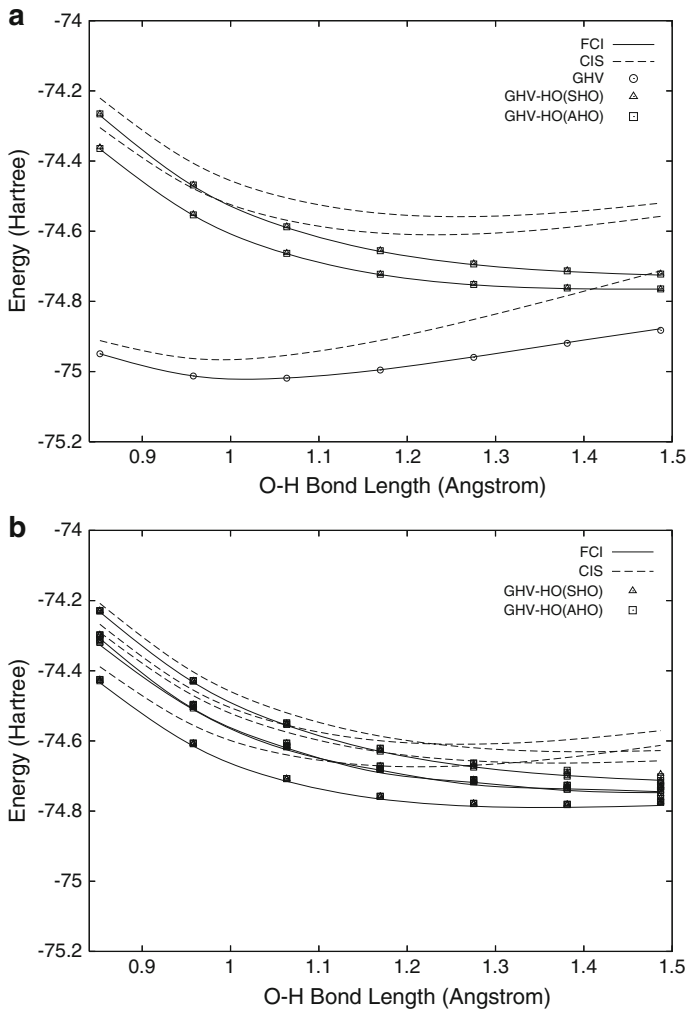 a
-74
-74.2
-74.4
-74.6
-74.8
-75
-75.2
Energy (Hartree)
FCI
CIS
GHV
GHV-HO(SHO)
GHV-HO(AHO)
0.9 1 1.1 1.2 1.3 1.4 1.5
O-H Bond Length (Angstrom)
b
-74
-74.2
-74.4
-74.6
-74.8
-75
-75.2
Energy (Hartree)
FCI
CIS
GHV-HO(SHO)
GHV-HO(AHO)
0.9 1 1.1 1.2 1.3 1.4 1.5
O-H Bond Length (Angstrom)